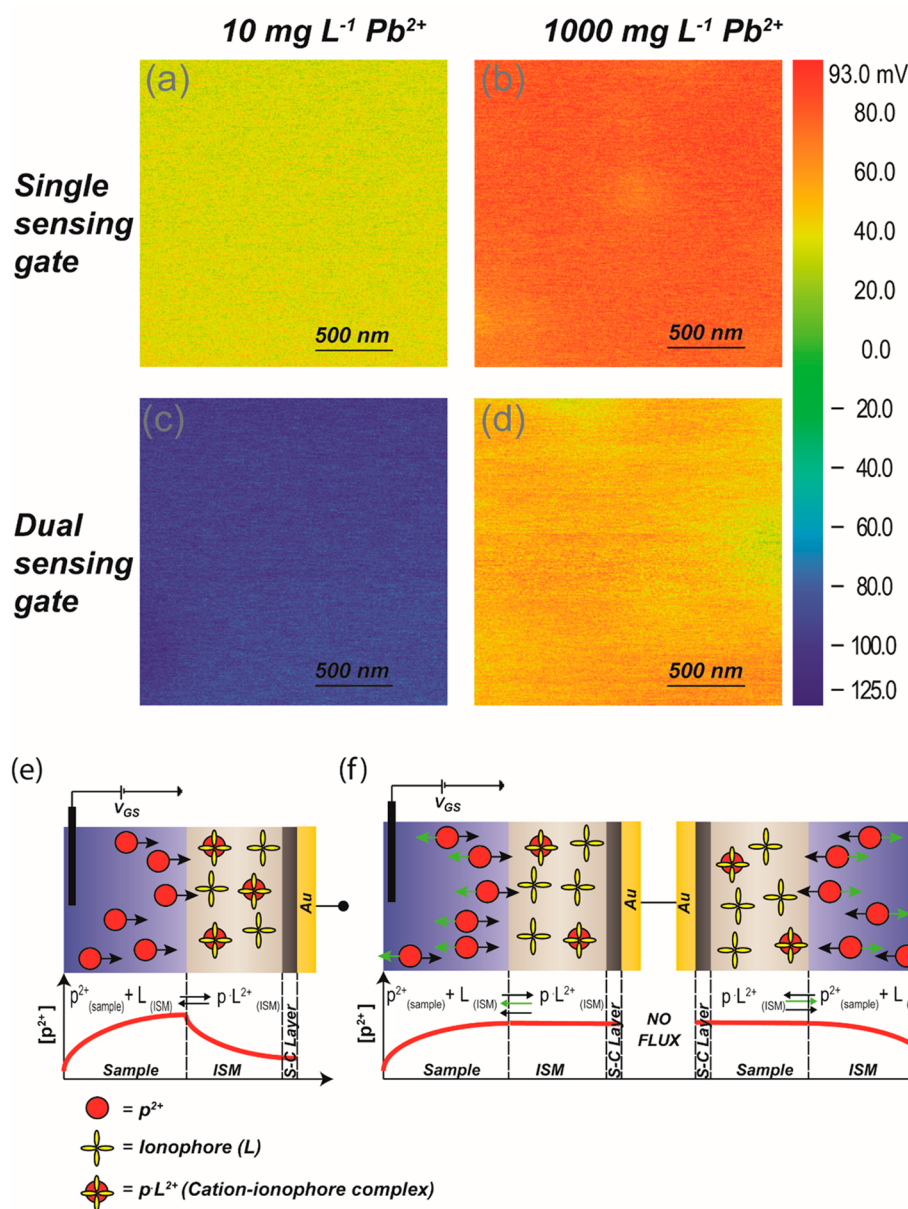 10 mg L⁻¹ Pb²⁺
1000 mg L⁻¹ Pb²⁺
Single
sensing
gate
(a)
500 nm
(b)
500 nm
93.0 mV
80.0
60.0
40.0
20.0
0.0
– 20.0
– 40.0
– 60.0
– 80.0
– 100.0
– 125.0
Dual
sensing
gate
(c)
500 nm
(d)
500 nm
(e)
V_GS
Au
p²⁺(sample) + L(ISM) p·L²⁺(ISM)
[p²⁺]
Sample
ISM
S-C Layer
(f)
V_GS
Au
Au
p²⁺(sample) + L(ISM) p·L²⁺(ISM)
p·L²⁺(ISM) p²⁺(sample) + L(
[p²⁺]
Sample
ISM
S-C Layer
NO
FLUX
S-C Layer
Sample
ISM
= p²⁺
= Ionophore (L)
= p·L²⁺ (Cation-ionophore complex)